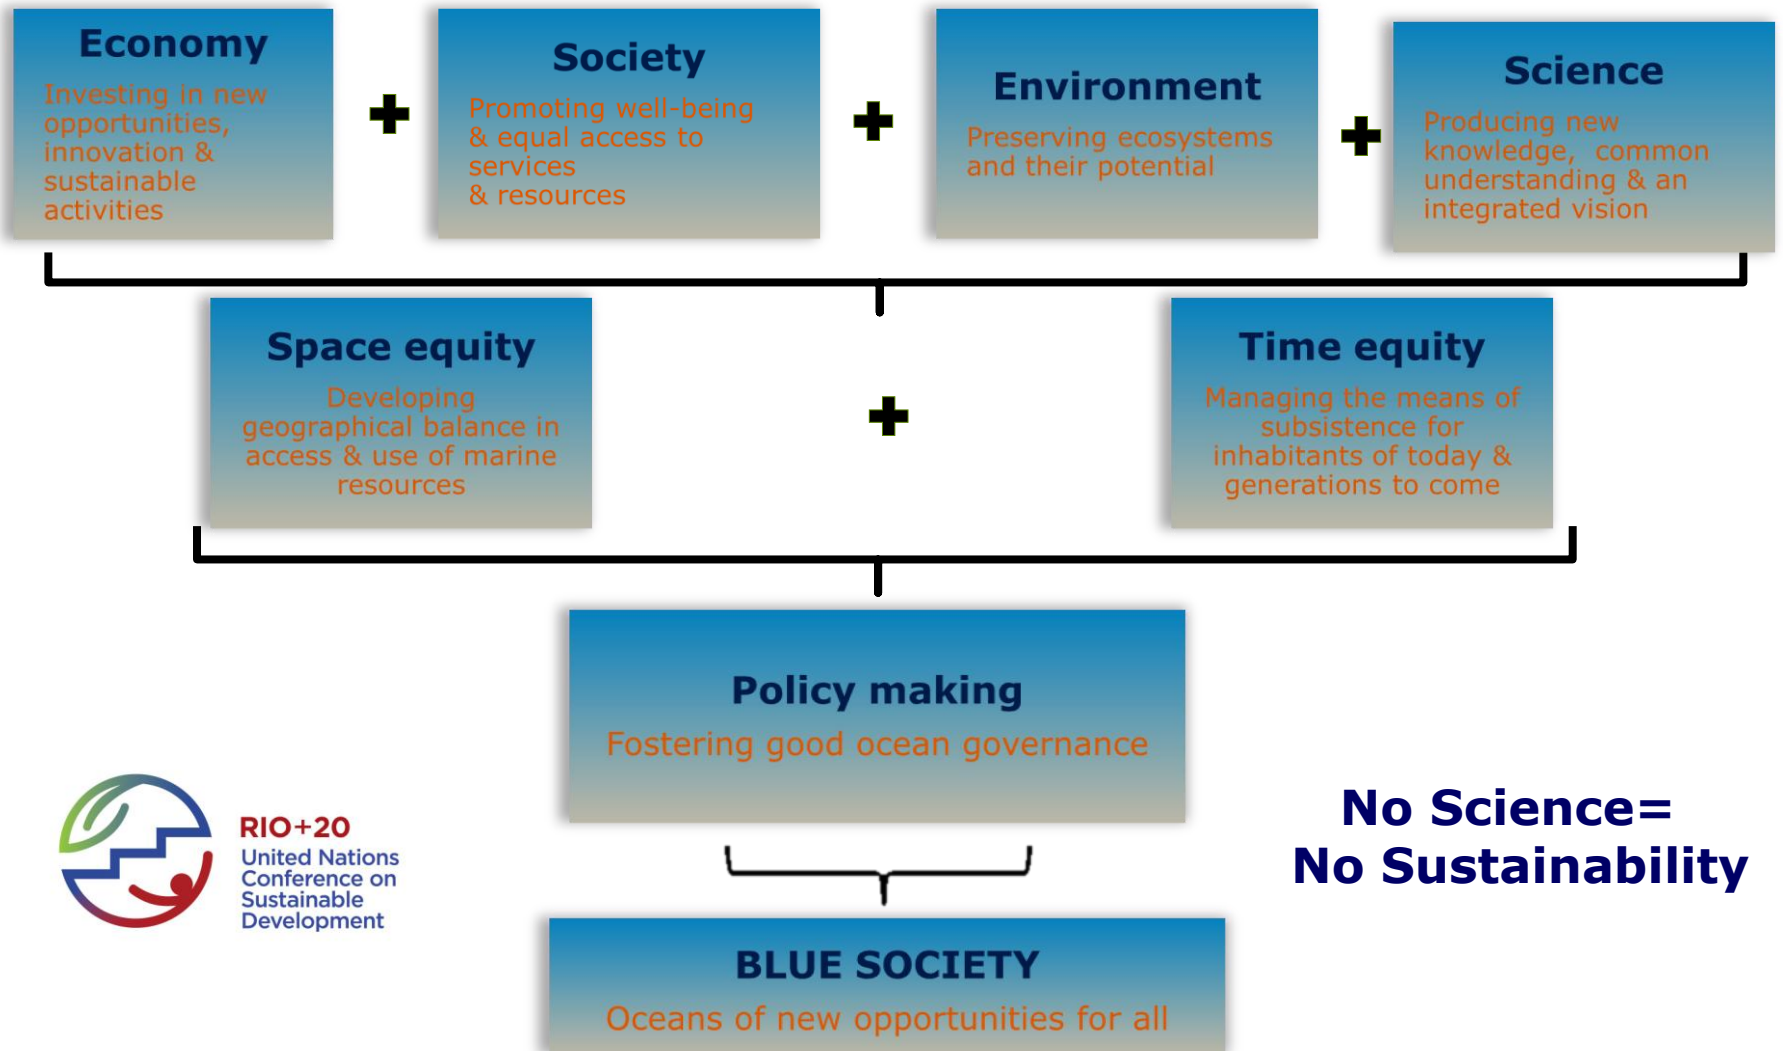 Economy
Investing in new
opportunities,
innovation &
sustainable
activities
Society
Promoting well-being
& equal access to
services
& resources
Environment
Preserving ecosystems
and their potential
Science
Producing new
knowledge, common
understanding & an
integrated vision
Space equity
Developing
geographical balance in
access & use of marine
resources
Time equity
Managing the means of
subsistence for
inhabitants of today &
generations to come
Policy making
Fostering good ocean governance
RIO+20
United Nations
Conference on
Sustainable
Development
No Science=
No Sustainability
BLUE SOCIETY
Oceans of new opportunities for all